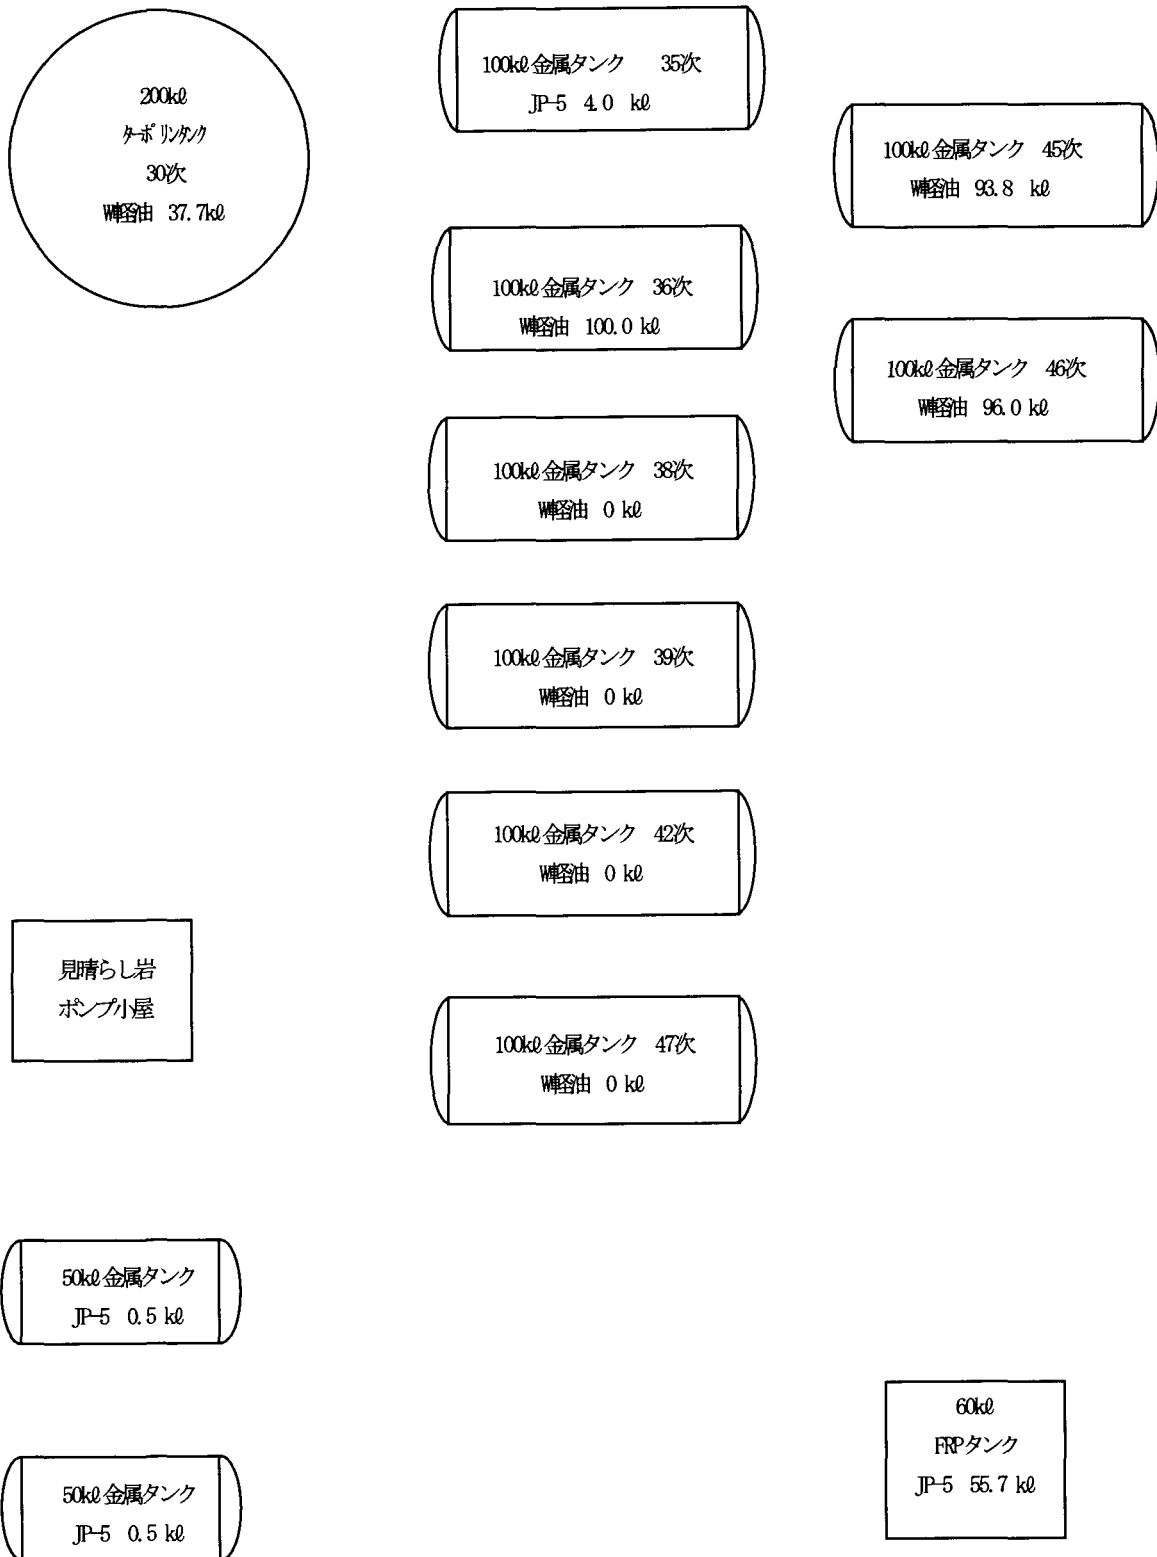 200kℓ
ターポリンタンク
30次
W軽油 37.7kℓ
100kℓ金属タンク 35次
JP-5 4.0 kℓ
100kℓ金属タンク 45次
W軽油 93.8 kℓ
100kℓ金属タンク 36次
W軽油 100.0 kℓ
100kℓ金属タンク 46次
W軽油 96.0 kℓ
100kℓ金属タンク 38次
W軽油 0 kℓ
100kℓ金属タンク 39次
W軽油 0 kℓ
100kℓ金属タンク 42次
W軽油 0 kℓ
見晴らし岩
ポンプ小屋
100kℓ金属タンク 47次
W軽油 0 kℓ
50kℓ金属タンク
JP-5 0.5 kℓ
60kℓ
FRPタンク
JP-5 55.7 kℓ
50kℓ金属タンク
JP-5 0.5 kℓ